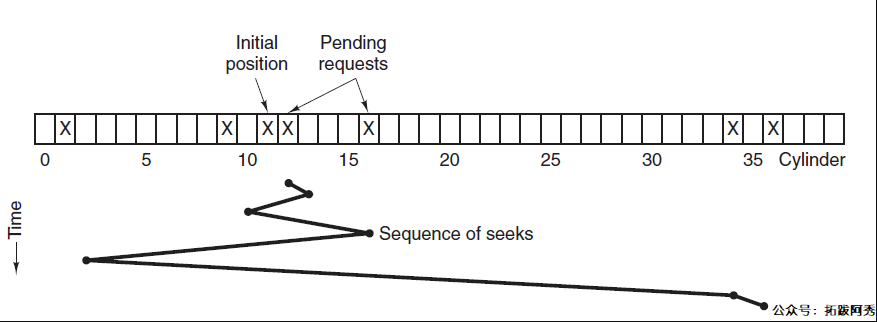 Initial position
Pending requests
X X X X X X X
0 5 10 15 20 25 30 35 Cylinder
Time
Sequence of seeks
公众号：拓跋阿秀